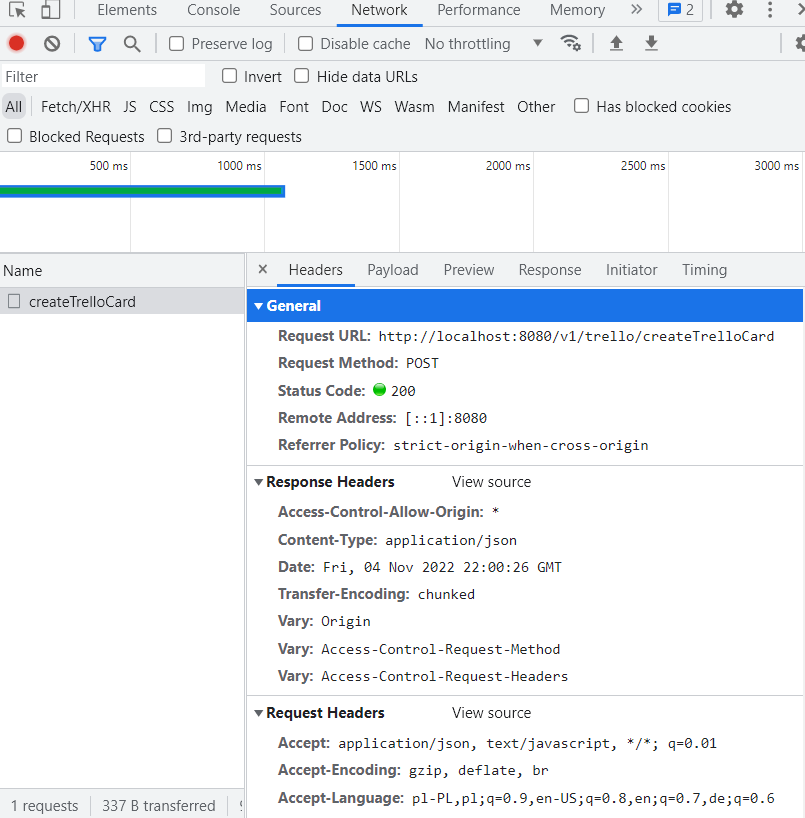 Elements Console Sources Network Performance Memory » 2
Preserve log Disable cache No throttling
Filter Invert Hide data URLs
All Fetch/XHR JS CSS Img Media Font Doc WS Wasm Manifest Other Has blocked cookies
Blocked Requests 3rd-party requests
500 ms 1000 ms 1500 ms 2000 ms 2500 ms 3000 ms
Name
createTrelloCard
× Headers Payload Preview Response Initiator Timing
General
Request URL: http://localhost:8080/v1/trello/createTrelloCard
Request Method: POST
Status Code: 200
Remote Address: [::1]:8080
Referrer Policy: strict-origin-when-cross-origin
Response Headers View source
Access-Control-Allow-Origin: *
Content-Type: application/json
Date: Fri, 04 Nov 2022 22:00:26 GMT
Transfer-Encoding: chunked
Vary: Origin
Vary: Access-Control-Request-Method
Vary: Access-Control-Request-Headers
Request Headers View source
Accept: application/json, text/javascript, */*; q=0.01
Accept-Encoding: gzip, deflate, br
Accept-Language: pl-PL,pl;q=0.9,en-US;q=0.8,en;q=0.7,de;q=0.6
1 requests 337 B transferred